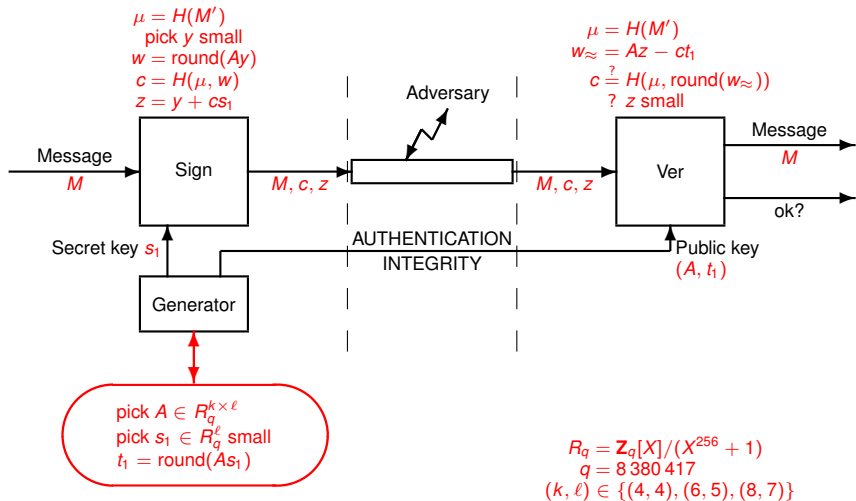 μ = H(M′)
pick y small
w = round(Ay)
c = H(μ, w)
z = y + cs₁
μ = H(M′)
w≈ = Az − ct₁
c ≟ H(μ, round(w≈))
? z small
Adversary
Message
M
Sign
M, c, z
M, c, z
Ver
Message
M
ok?
Secret key s₁
AUTHENTICATION
INTEGRITY
Public key
(A, t₁)
Generator
pick A ∈ R_q^{k×ℓ}
pick s₁ ∈ R_q^ℓ small
t₁ = round(As₁)
R_q = Z_q[X]/(X²⁵⁶ + 1)
q = 8 380 417
(k, ℓ) ∈ {(4, 4), (6, 5), (8, 7)}